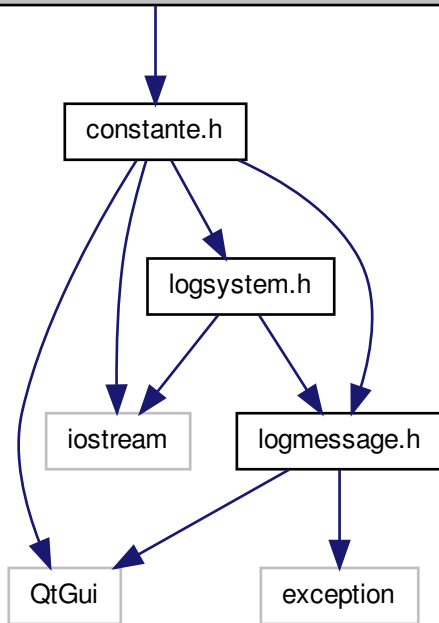 constante.h
logsystem.h
iostream
logmessage.h
QtGui
exception